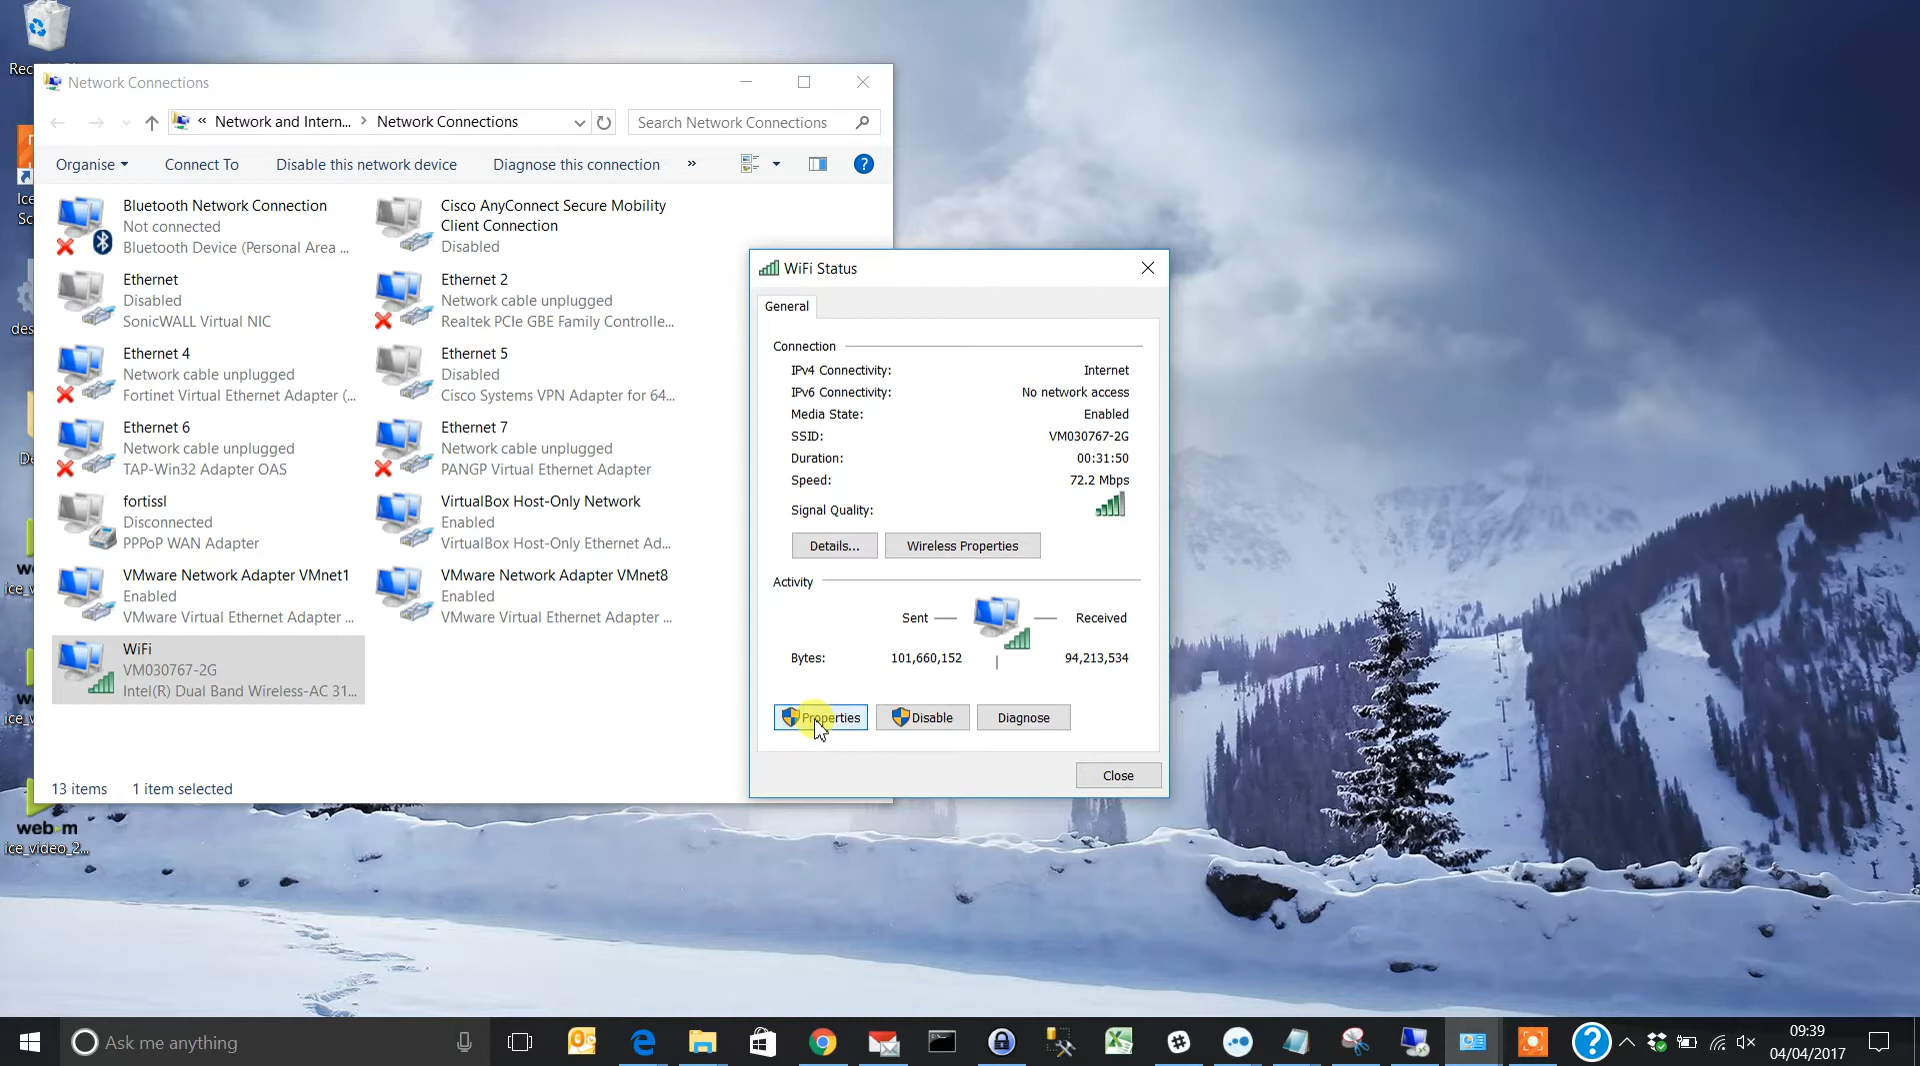 Network Connections
« Network and Intern... > Network Connections
Search Network Connections
Organise
Connect To
Disable this network device
Diagnose this connection
»
Bluetooth Network Connection
Not connected
Bluetooth Device (Personal Area ...
Cisco AnyConnect Secure Mobility
Client Connection
Disabled
Ethernet
Disabled
SonicWALL Virtual NIC
Ethernet 2
Network cable unplugged
Realtek PCIe GBE Family Controlle...
Ethernet 4
Network cable unplugged
Fortinet Virtual Ethernet Adapter (...
Ethernet 5
Disabled
Cisco Systems VPN Adapter for 64...
Ethernet 6
Network cable unplugged
TAP-Win32 Adapter OAS
Ethernet 7
Network cable unplugged
PANGP Virtual Ethernet Adapter
fortissl
Disconnected
PPPoP WAN Adapter
VirtualBox Host-Only Network
Enabled
VirtualBox Host-Only Ethernet Ad...
VMware Network Adapter VMnet1
Enabled
VMware Virtual Ethernet Adapter ...
VMware Network Adapter VMnet8
Enabled
VMware Virtual Ethernet Adapter ...
WiFi
VM030767-2G
Intel(R) Dual Band Wireless-AC 31...
13 items 1 item selected
WiFi Status
General
Connection
IPv4 Connectivity: Internet
IPv6 Connectivity: No network access
Media State: Enabled
SSID: VM030767-2G
Duration: 00:31:50
Speed: 72.2 Mbps
Signal Quality:
Details...
Wireless Properties
Activity
Sent — — Received
Bytes: 101,660,152 | 94,213,534
Properties
Disable
Diagnose
Close
web m
ice_video_2...
Ask me anything
09:39
04/04/2017